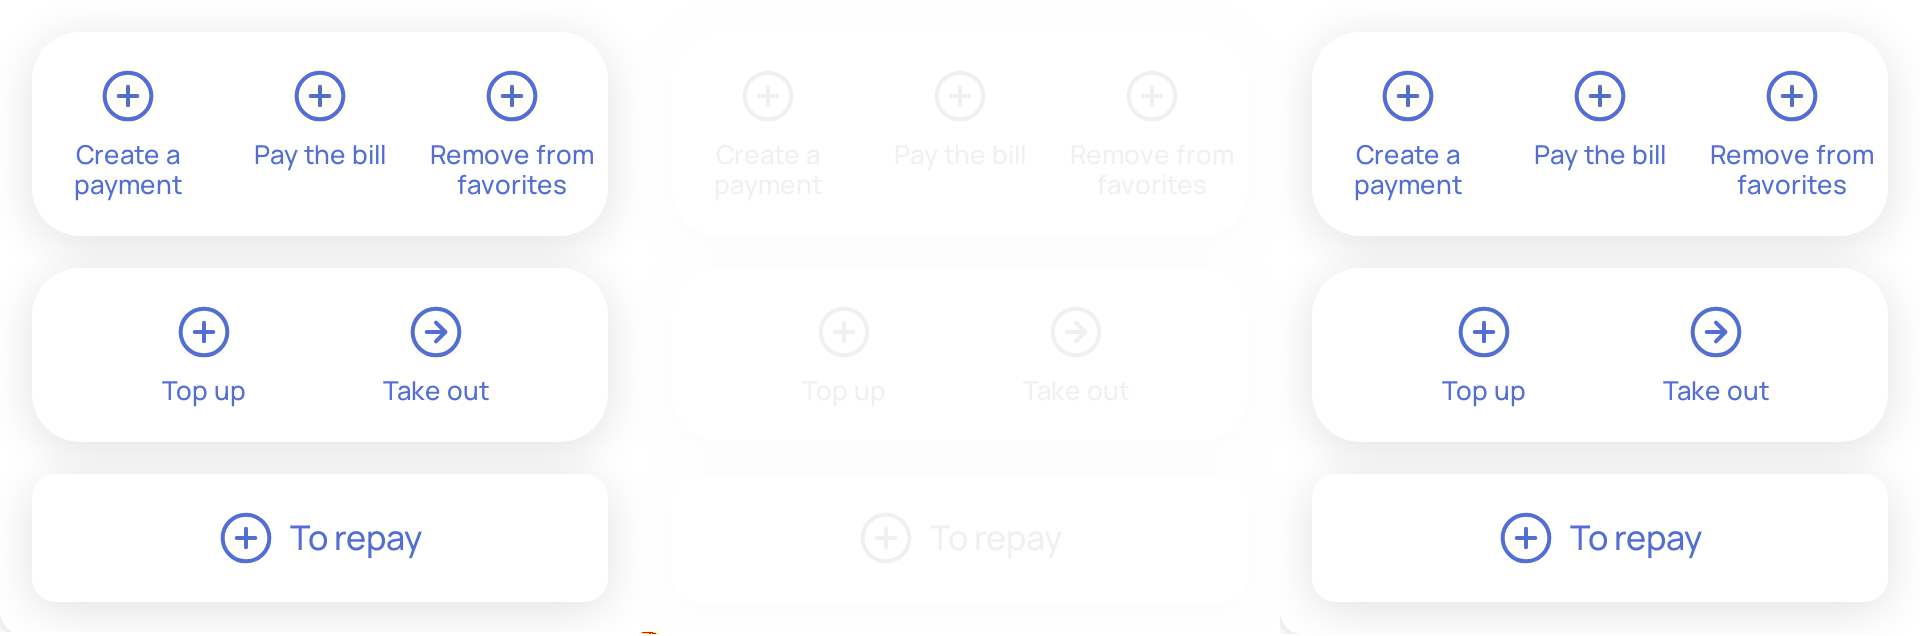 Create a
payment
Pay the bill
Remove from
favorites
Top up
Take out
To repay
Create a
payment
Pay the bill
Remove from
favorites
Top up
Take out
To repay
Create a
payment
Pay the bill
Remove from
favorites
Top up
Take out
To repay